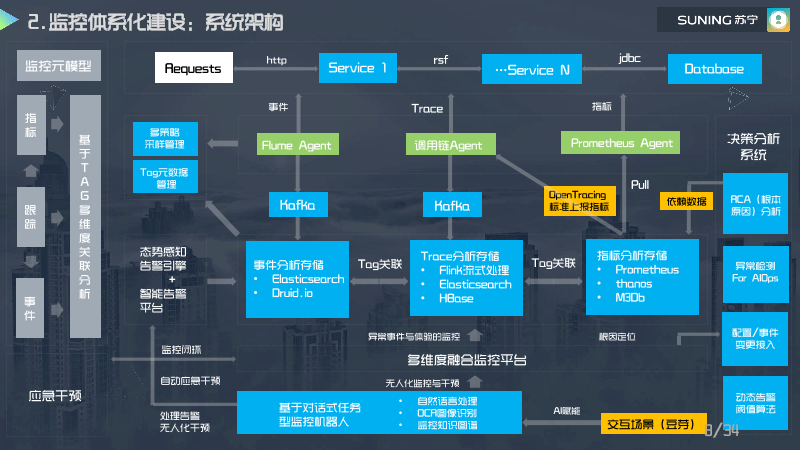 2.监控体系化建设：系统架构
SUNING 苏宁
监控元模型
Requests
http
Service 1
rsf
…Service N
jdbc
Database
事件
Trace
指标
指标
跟踪
事件
基于TAG多维度关联分析
多策略
采样管理
Tag元数据
管理
Flume Agent
调用链Agent
Prometheus Agent
决策分析
系统
Kafka
Kafka
OpenTracing
标准上报指标
Pull
依赖数据
RCA（根本
原因）分析
态势感知
告警引擎
+
智能告警
平台
事件分析存储
• Elasticsearch
• Druid.io
Tag关联
Trace分析存储
• Flink流式处理
• Elasticsearch
• HBase
Tag关联
指标分析存储
• Prometheus
• thanos
• M3Db
异常检测
For AIOps
异常事件与体验的监控
根因定位
配置/事件
变更接入
监控闭环
多维度融合监控平台
自动应急干预
无人化监控与干预
应急干预
处理告警
无人化干预
基于对话式任务
型监控机器人
• 自然语言处理
• OCR图像识别
• 监控知识图谱
AI赋能
交互场景（豆芽）
动态告警
阈值算法
8/34